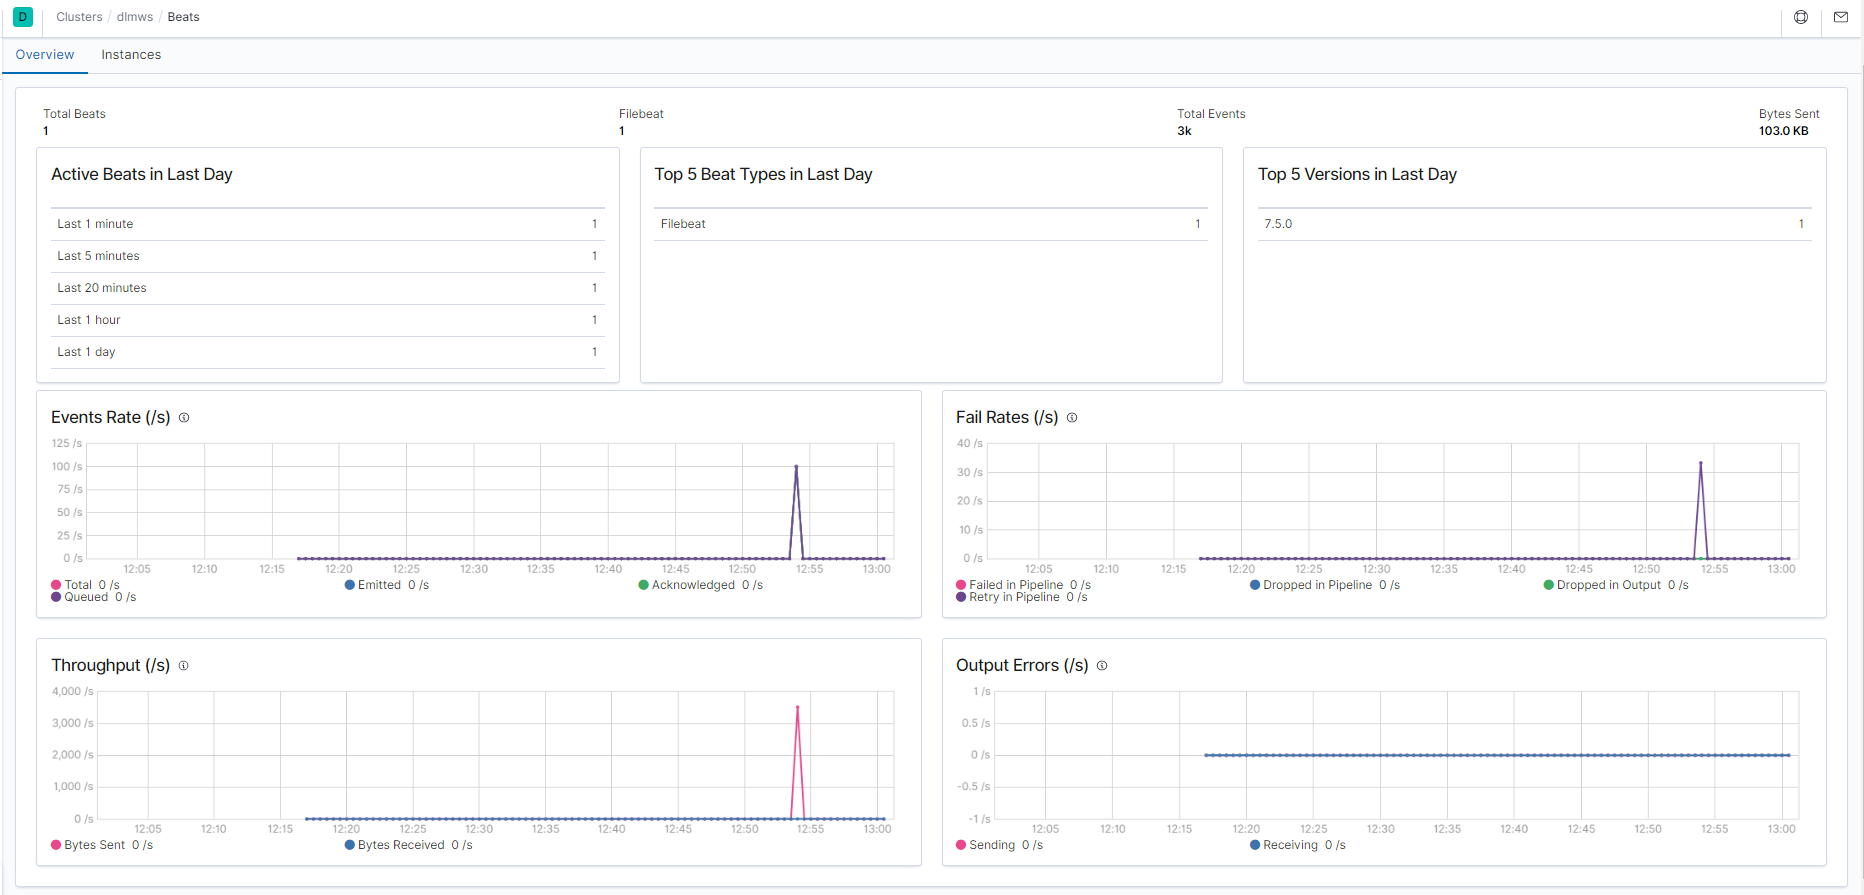 D Clusters / dlmws / Beats
Overview Instances
Total Beats Filebeat Total Events Bytes Sent
1 1 3k 103.0 KB
Active Beats in Last Day
Last 1 minute 1
Last 5 minutes 1
Last 20 minutes 1
Last 1 hour 1
Last 1 day 1
Top 5 Beat Types in Last Day
Filebeat 1
Top 5 Versions in Last Day
7.5.0 1
Events Rate (/s)
125 /s
100 /s
75 /s
50 /s
25 /s
0 /s
12:05 12:10 12:15 12:20 12:25 12:30 12:35 12:40 12:45 12:50 12:55 13:00
Total 0 /s Emitted 0 /s Acknowledged 0 /s
Queued 0 /s
Fail Rates (/s)
40 /s
30 /s
20 /s
10 /s
0 /s
12:05 12:10 12:15 12:20 12:25 12:30 12:35 12:40 12:45 12:50 12:55 13:00
Failed in Pipeline 0 /s Dropped in Pipeline 0 /s Dropped in Output 0 /s
Retry in Pipeline 0 /s
Throughput (/s)
4,000 /s
3,000 /s
2,000 /s
1,000 /s
0 /s
12:05 12:10 12:15 12:20 12:25 12:30 12:35 12:40 12:45 12:50 12:55 13:00
Bytes Sent 0 /s Bytes Received 0 /s
Output Errors (/s)
1 /s
0.5 /s
0 /s
-0.5 /s
-1 /s
12:05 12:10 12:15 12:20 12:25 12:30 12:35 12:40 12:45 12:50 12:55 13:00
Sending 0 /s Receiving 0 /s